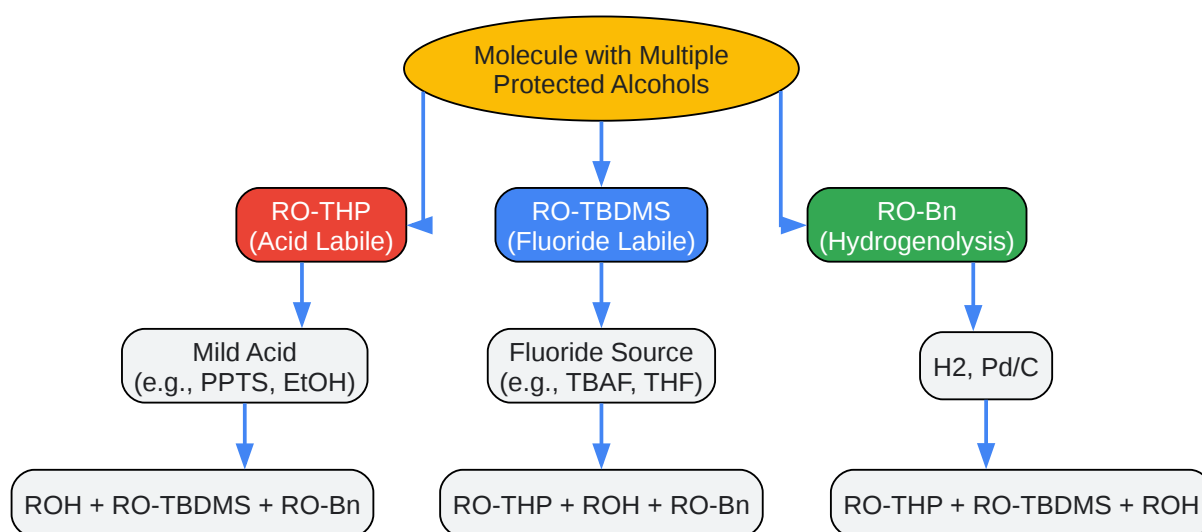 Molecule with Multiple
Protected Alcohols
RO-THP
(Acid Labile)
RO-TBDMS
(Fluoride Labile)
RO-Bn
(Hydrogenolysis)
Mild Acid
(e.g., PPTS, EtOH)
Fluoride Source
(e.g., TBAF, THF)
H2, Pd/C
ROH + RO-TBDMS + RO-Bn
RO-THP + ROH + RO-Bn
RO-THP + RO-TBDMS + ROH